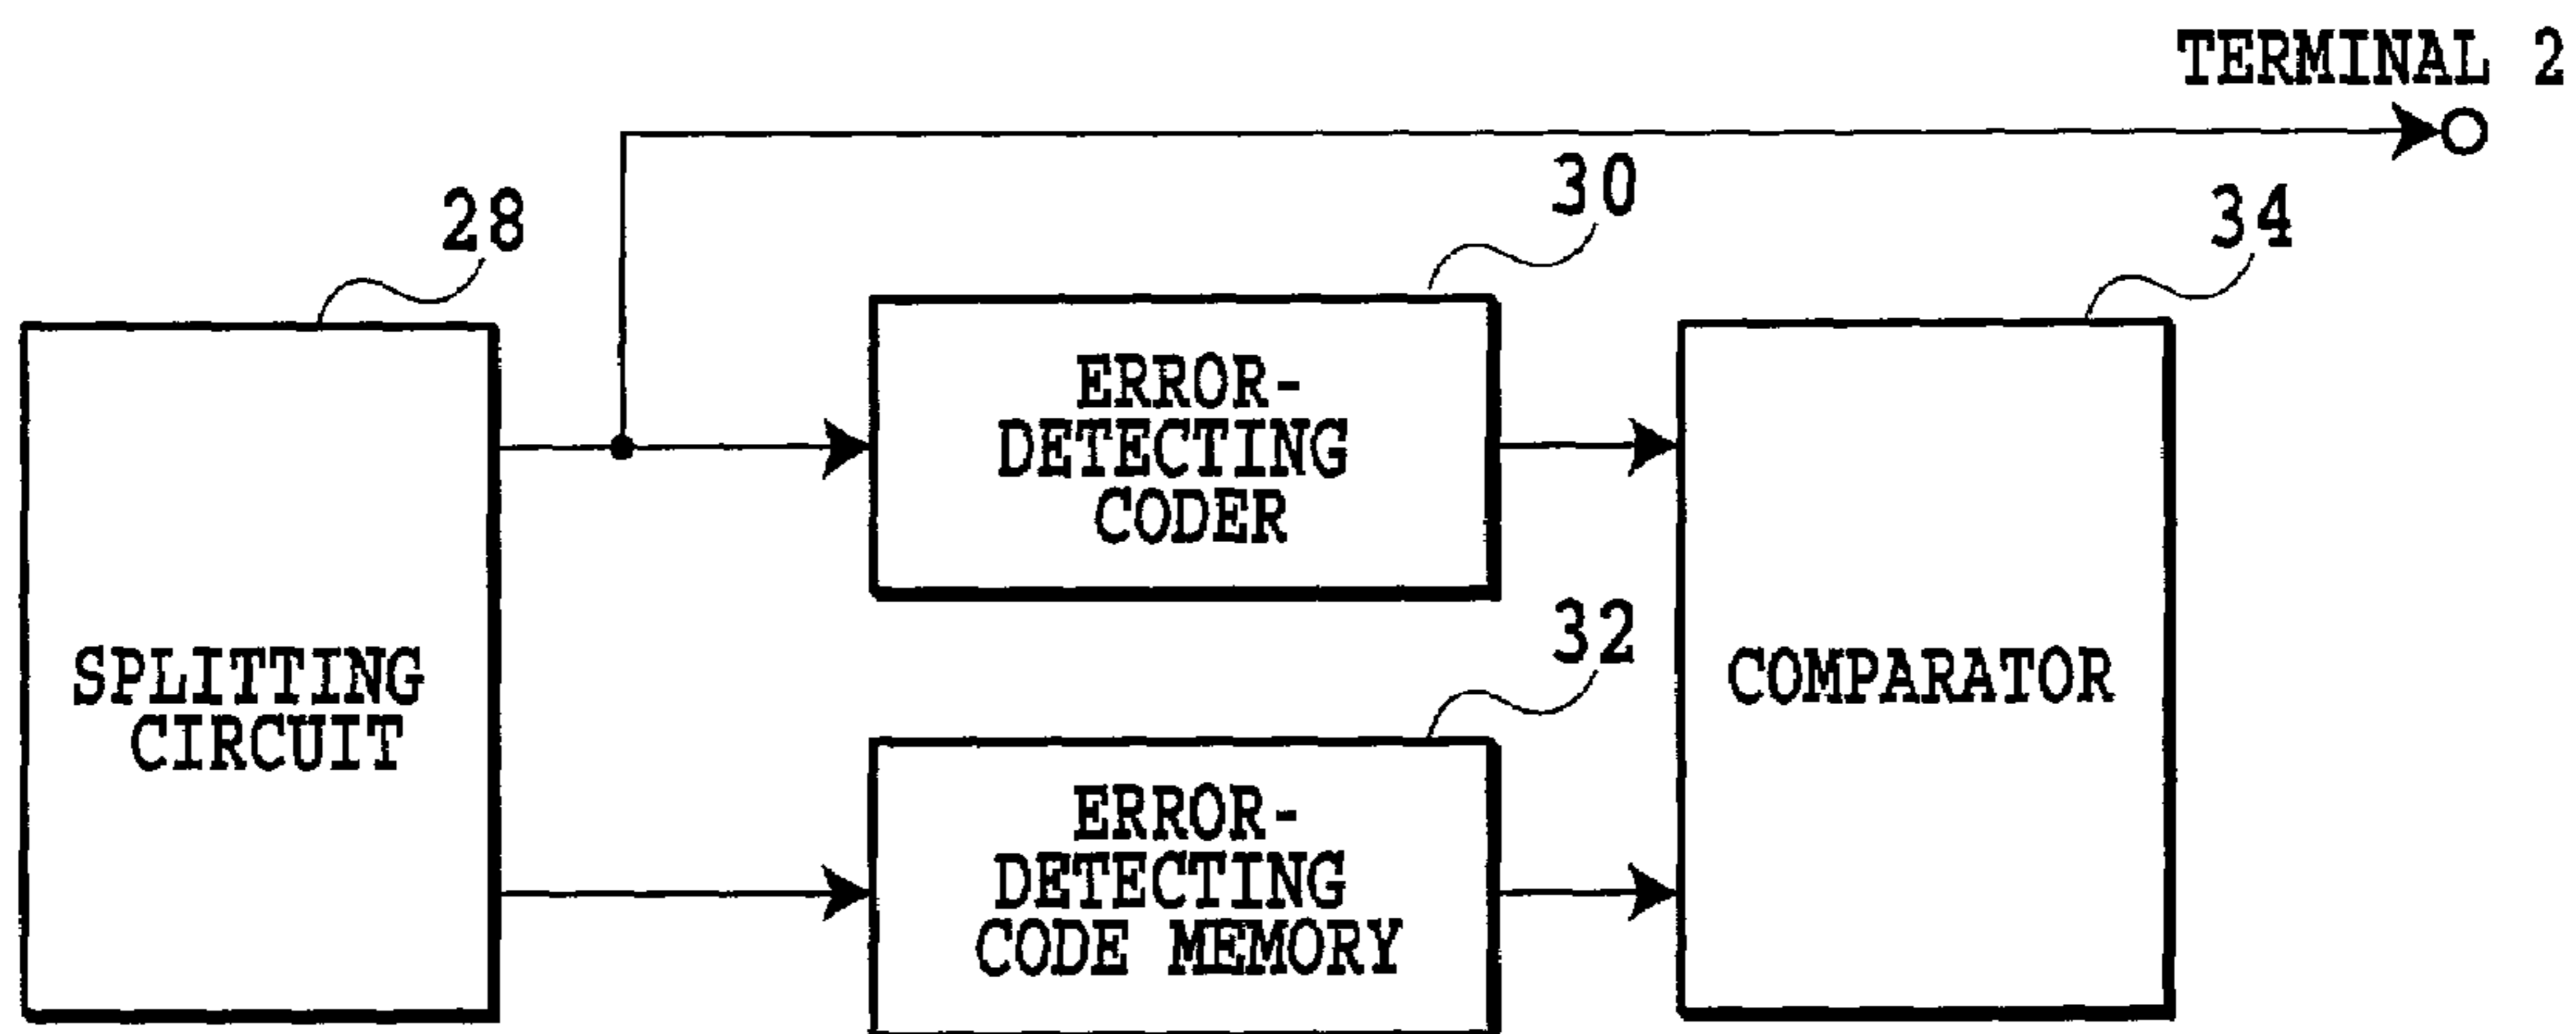 TERMINAL 2
30
28
34
ERROR-
DETECTING
CODER
32
SPLITTING
CIRCUIT
COMPARATOR
ERROR-
DETECTING
CODE MEMORY